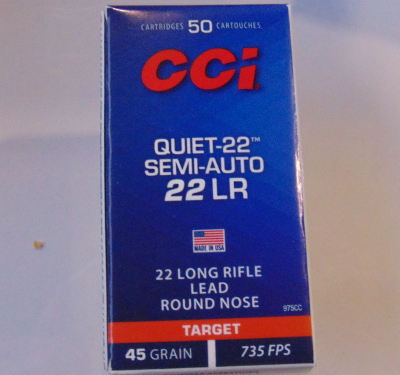 CARTRIDGES 50 CARTOUCHES
CCI
QUIET-22™
SEMI-AUTO
22 LR
MADE IN USA
22 LONG RIFLE
LEAD
ROUND NOSE
975CC
TARGET
45 GRAIN 735 FPS